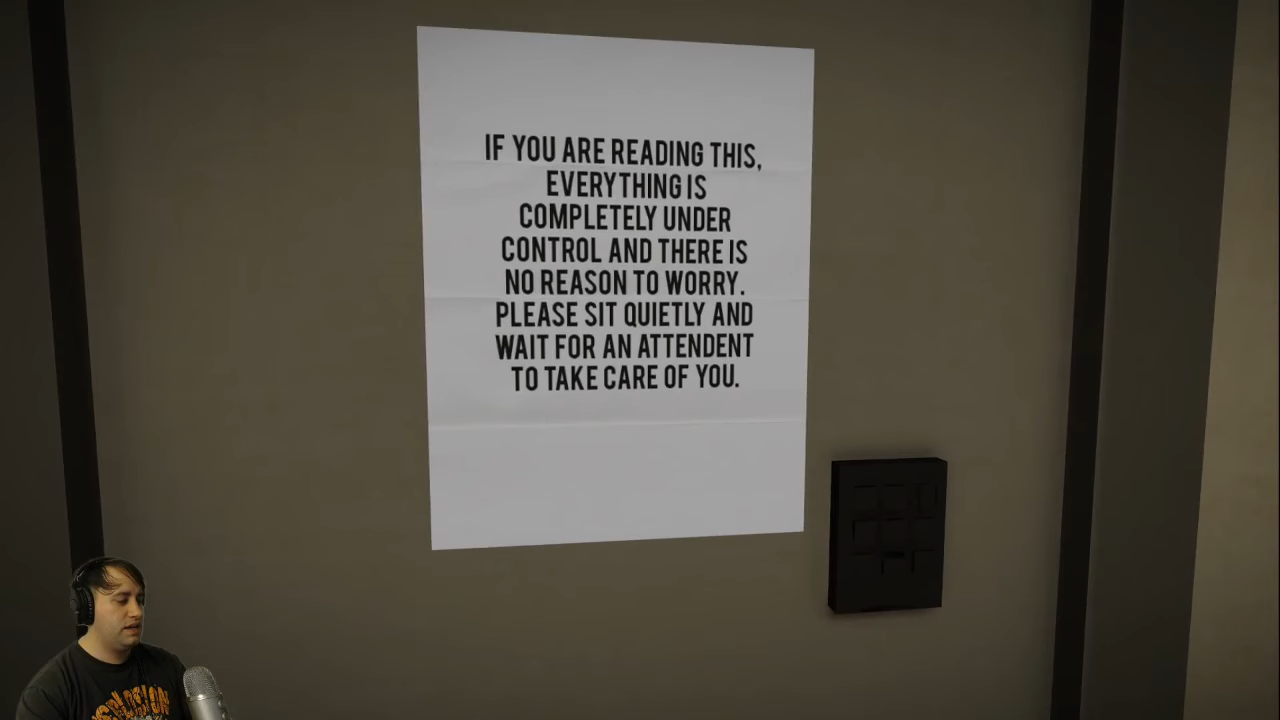 IF YOU ARE READING THIS,
EVERYTHING IS
COMPLETELY UNDER
CONTROL AND THERE IS
NO REASON TO WORRY.
PLEASE SIT QUIETLY AND
WAIT FOR AN ATTENDENT
TO TAKE CARE OF YOU.